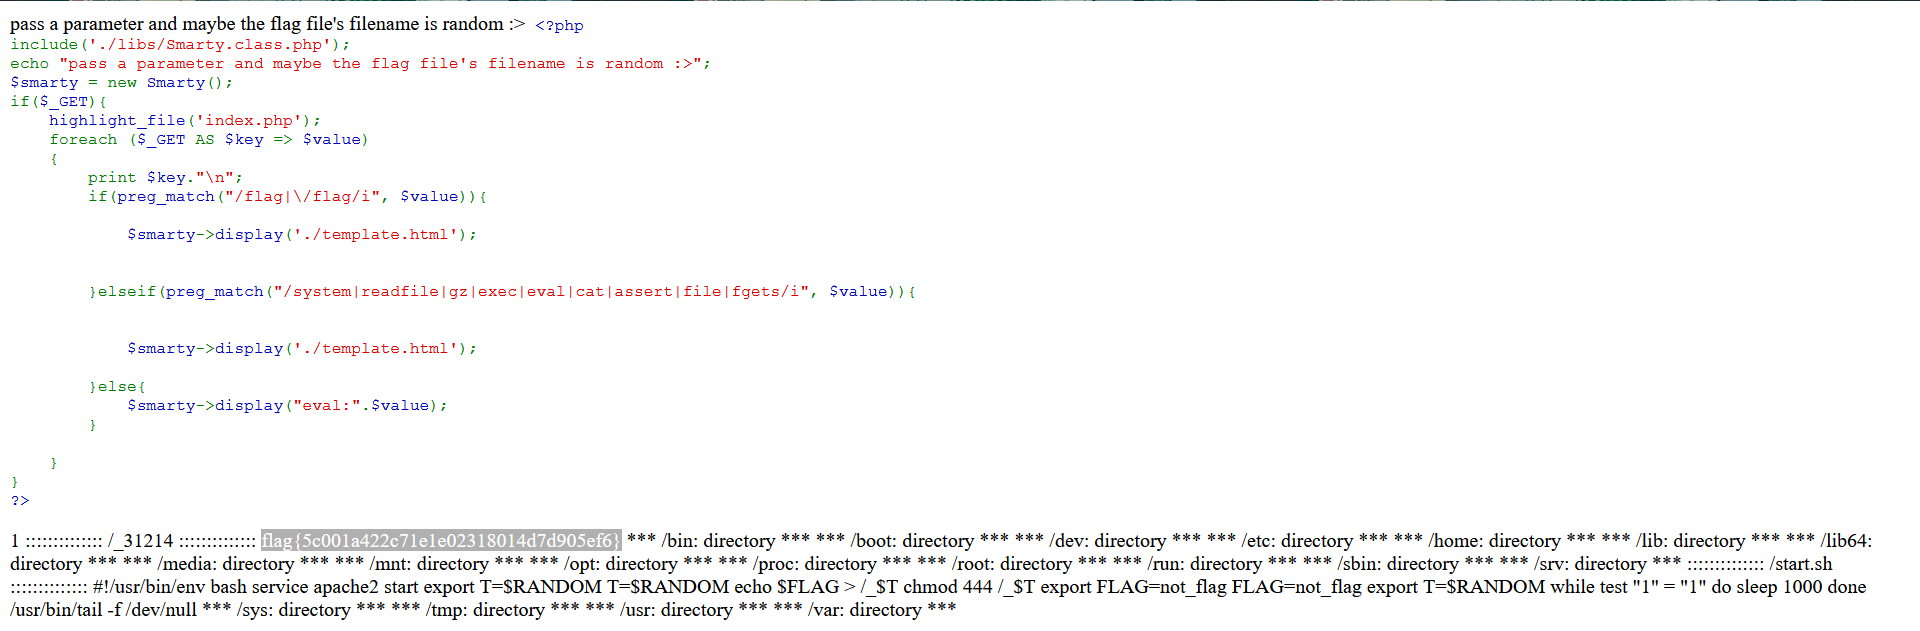 pass a parameter and maybe the flag file's filename is random :> <?php
include('./libs/Smarty.class.php');
echo "pass a parameter and maybe the flag file's filename is random :>";
$smarty = new Smarty();
if($_GET){
    highlight_file('index.php');
    foreach ($_GET AS $key => $value)
    {
        print $key."\n";
        if(preg_match("/flag|\/flag/i", $value)){
            $smarty->display('./template.html');
        }elseif(preg_match("/system|readfile|gz|exec|eval|cat|assert|file|fgets/i", $value)){
            $smarty->display('./template.html');
        }else{
            $smarty->display("eval:".$value);
        }
    }
}
?>
1 :::::::::::::: /_31214 :::::::::::::: flag{5c001a422c71e1e02318014d7d905ef6} *** /bin: directory *** *** /boot: directory *** *** /dev: directory *** *** /etc: directory *** *** /home: directory *** *** /lib: directory *** *** /lib64:
directory *** *** /media: directory *** *** /mnt: directory *** *** /opt: directory *** *** /proc: directory *** *** /root: directory *** *** /run: directory *** *** /sbin: directory *** *** /srv: directory *** :::::::::::::: /start.sh
:::::::::::::: #!/usr/bin/env bash service apache2 start export T=$RANDOM T=$RANDOM echo $FLAG > /_$T chmod 444 /_$T export FLAG=not_flag FLAG=not_flag export T=$RANDOM while test "1" = "1" do sleep 1000 done
/usr/bin/tail -f /dev/null *** /sys: directory *** *** /tmp: directory *** *** /usr: directory *** *** /var: directory ***